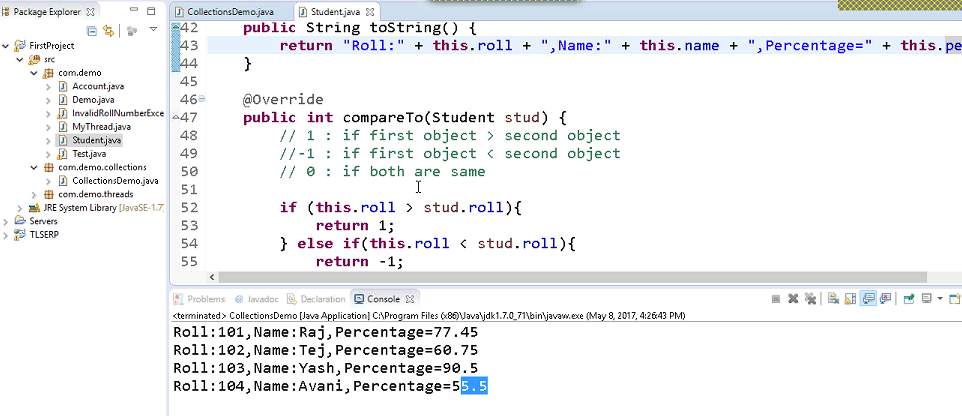 Package Explorer
FirstProject
src
com.demo
Account.java
Demo.java
InvalidRollNumberExce
MyThread.java
Student.java
Test.java
com.demo.collections
CollectionsDemo.java
com.demo.threads
JRE System Library [JavaSE-1.7]
Servers
TLSERP
CollectionsDemo.java Student.java
42 public String toString() {
43 return "Roll:" + this.roll + ",Name:" + this.name + ",Percentage=" + this.pe
44 }
45
46 @Override
47 public int compareTo(Student stud) {
48 // 1 : if first object > second object
49 //-1 : if first object < second object
50 // 0 : if both are same
51
52 if (this.roll > stud.roll){
53 return 1;
54 } else if(this.roll < stud.roll){
55 return -1;
Problems @ Javadoc Declaration Console
<terminated> CollectionsDemo [Java Application] C:\Program Files (x86)\Java\jdk1.7.0_71\bin\javaw.exe (May 8, 2017, 4:26:43 PM)
Roll:101,Name:Raj,Percentage=77.45
Roll:102,Name:Tej,Percentage=60.75
Roll:103,Name:Yash,Percentage=90.5
Roll:104,Name:Avani,Percentage=55.5